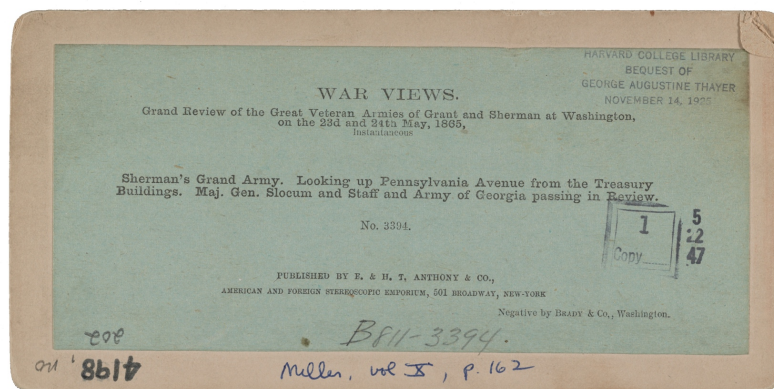 HARVARD COLLEGE LIBRARY
BEQUEST OF
GEORGE AUGUSTINE THAYER
NOVEMBER 14, 1925
WAR VIEWS.
Grand Review of the Great Veteran Armies of Grant and Sherman at Washington,
on the 23d and 24th May, 1865,
Instantaneous
Sherman's Grand Army. Looking up Pennsylvania Avenue from the Treasury
Buildings. Maj. Gen. Slocum and Staff and Army of Georgia passing in Review.
No. 3394.
1
Copy
5
22
47
PUBLISHED BY E. & H. T. ANTHONY & CO.,
AMERICAN AND FOREIGN STEREOSCOPIC EMPORIUM, 501 BROADWAY, NEW-YORK
Negative by BRADY & Co., Washington.
B811-3394.
202
4198
Miller, vol X, p. 162